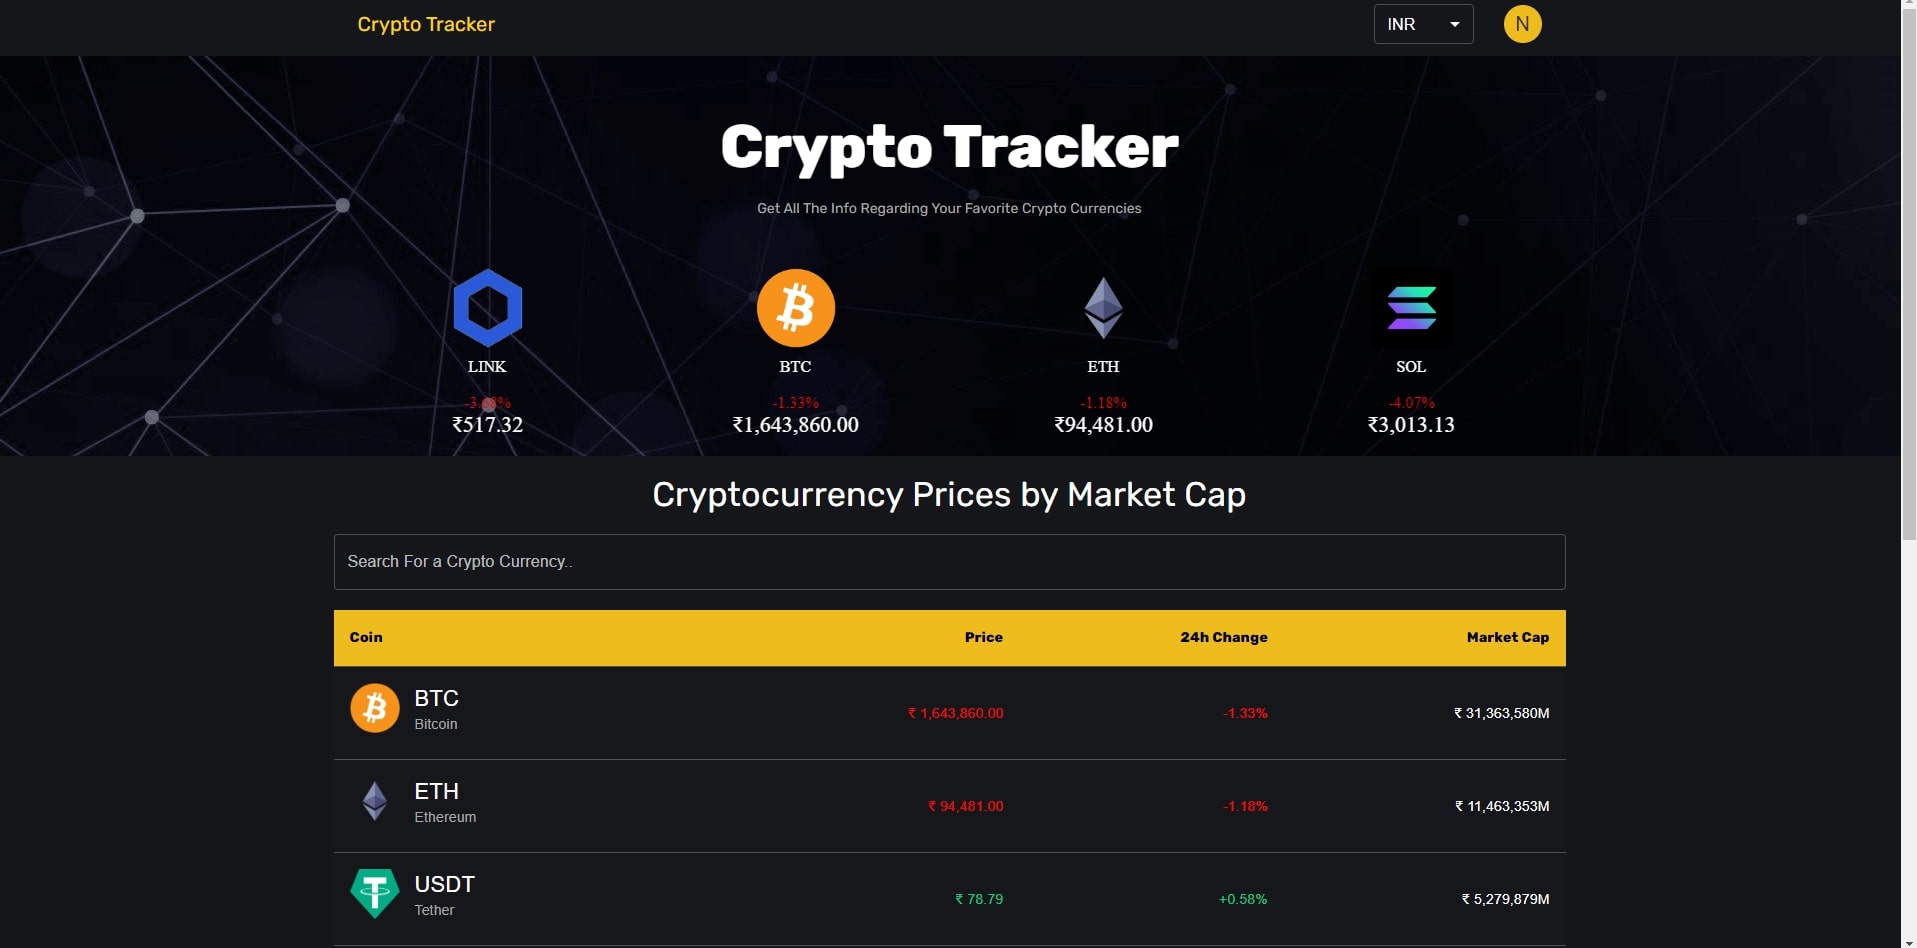 Crypto Tracker
INR
N
Crypto Tracker
Get All The Info Regarding Your Favorite Crypto Currencies
LINK BTC ETH SOL
-1.33% -1.18% -4.07%
₹517.32 ₹1,643,860.00 ₹94,481.00 ₹3,013.13
Cryptocurrency Prices by Market Cap
Search For a Crypto Currency..
Coin Price 24h Change Market Cap
BTC
Bitcoin
₹ 1,643,860.00 -1.33% ₹ 31,363,580M
ETH
Ethereum
₹ 94,481.00 -1.18% ₹ 11,463,353M
USDT
Tether
₹ 78.79 +0.58% ₹ 5,279,879M